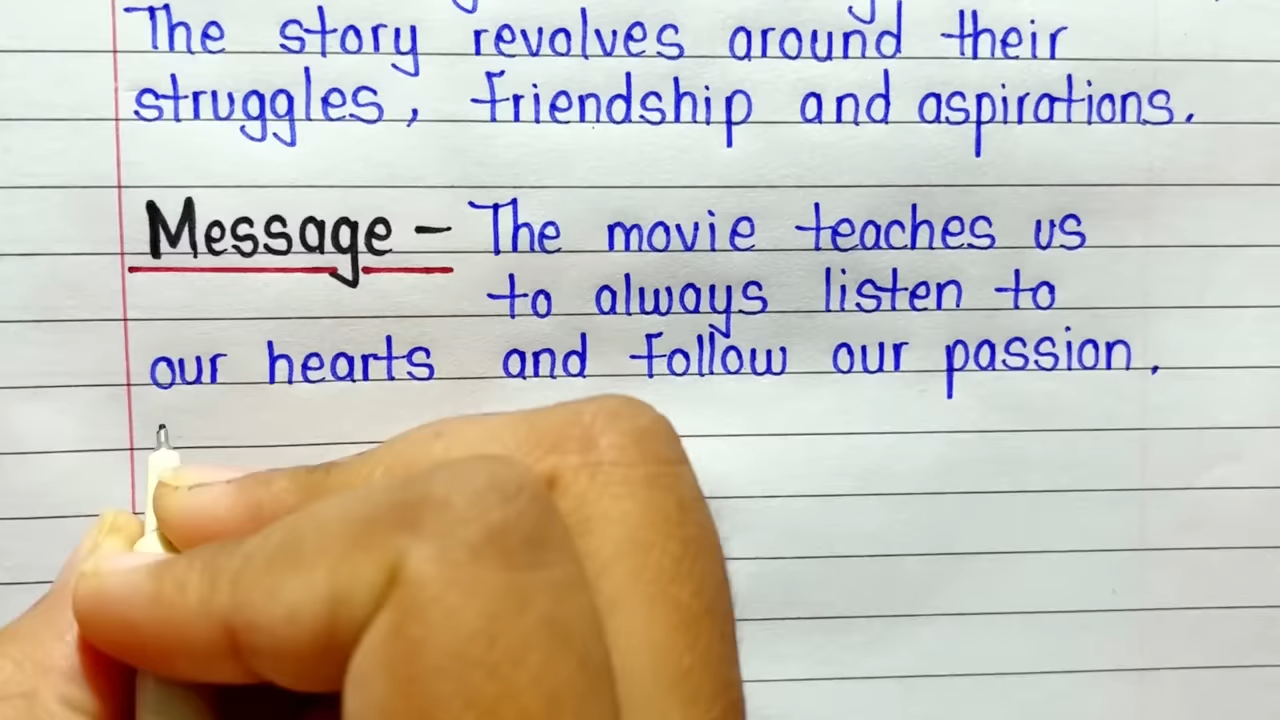 The story revolves around their
struggles, friendship and aspirations.
Message - The movie teaches us
to always listen to
our hearts and follow our passion.